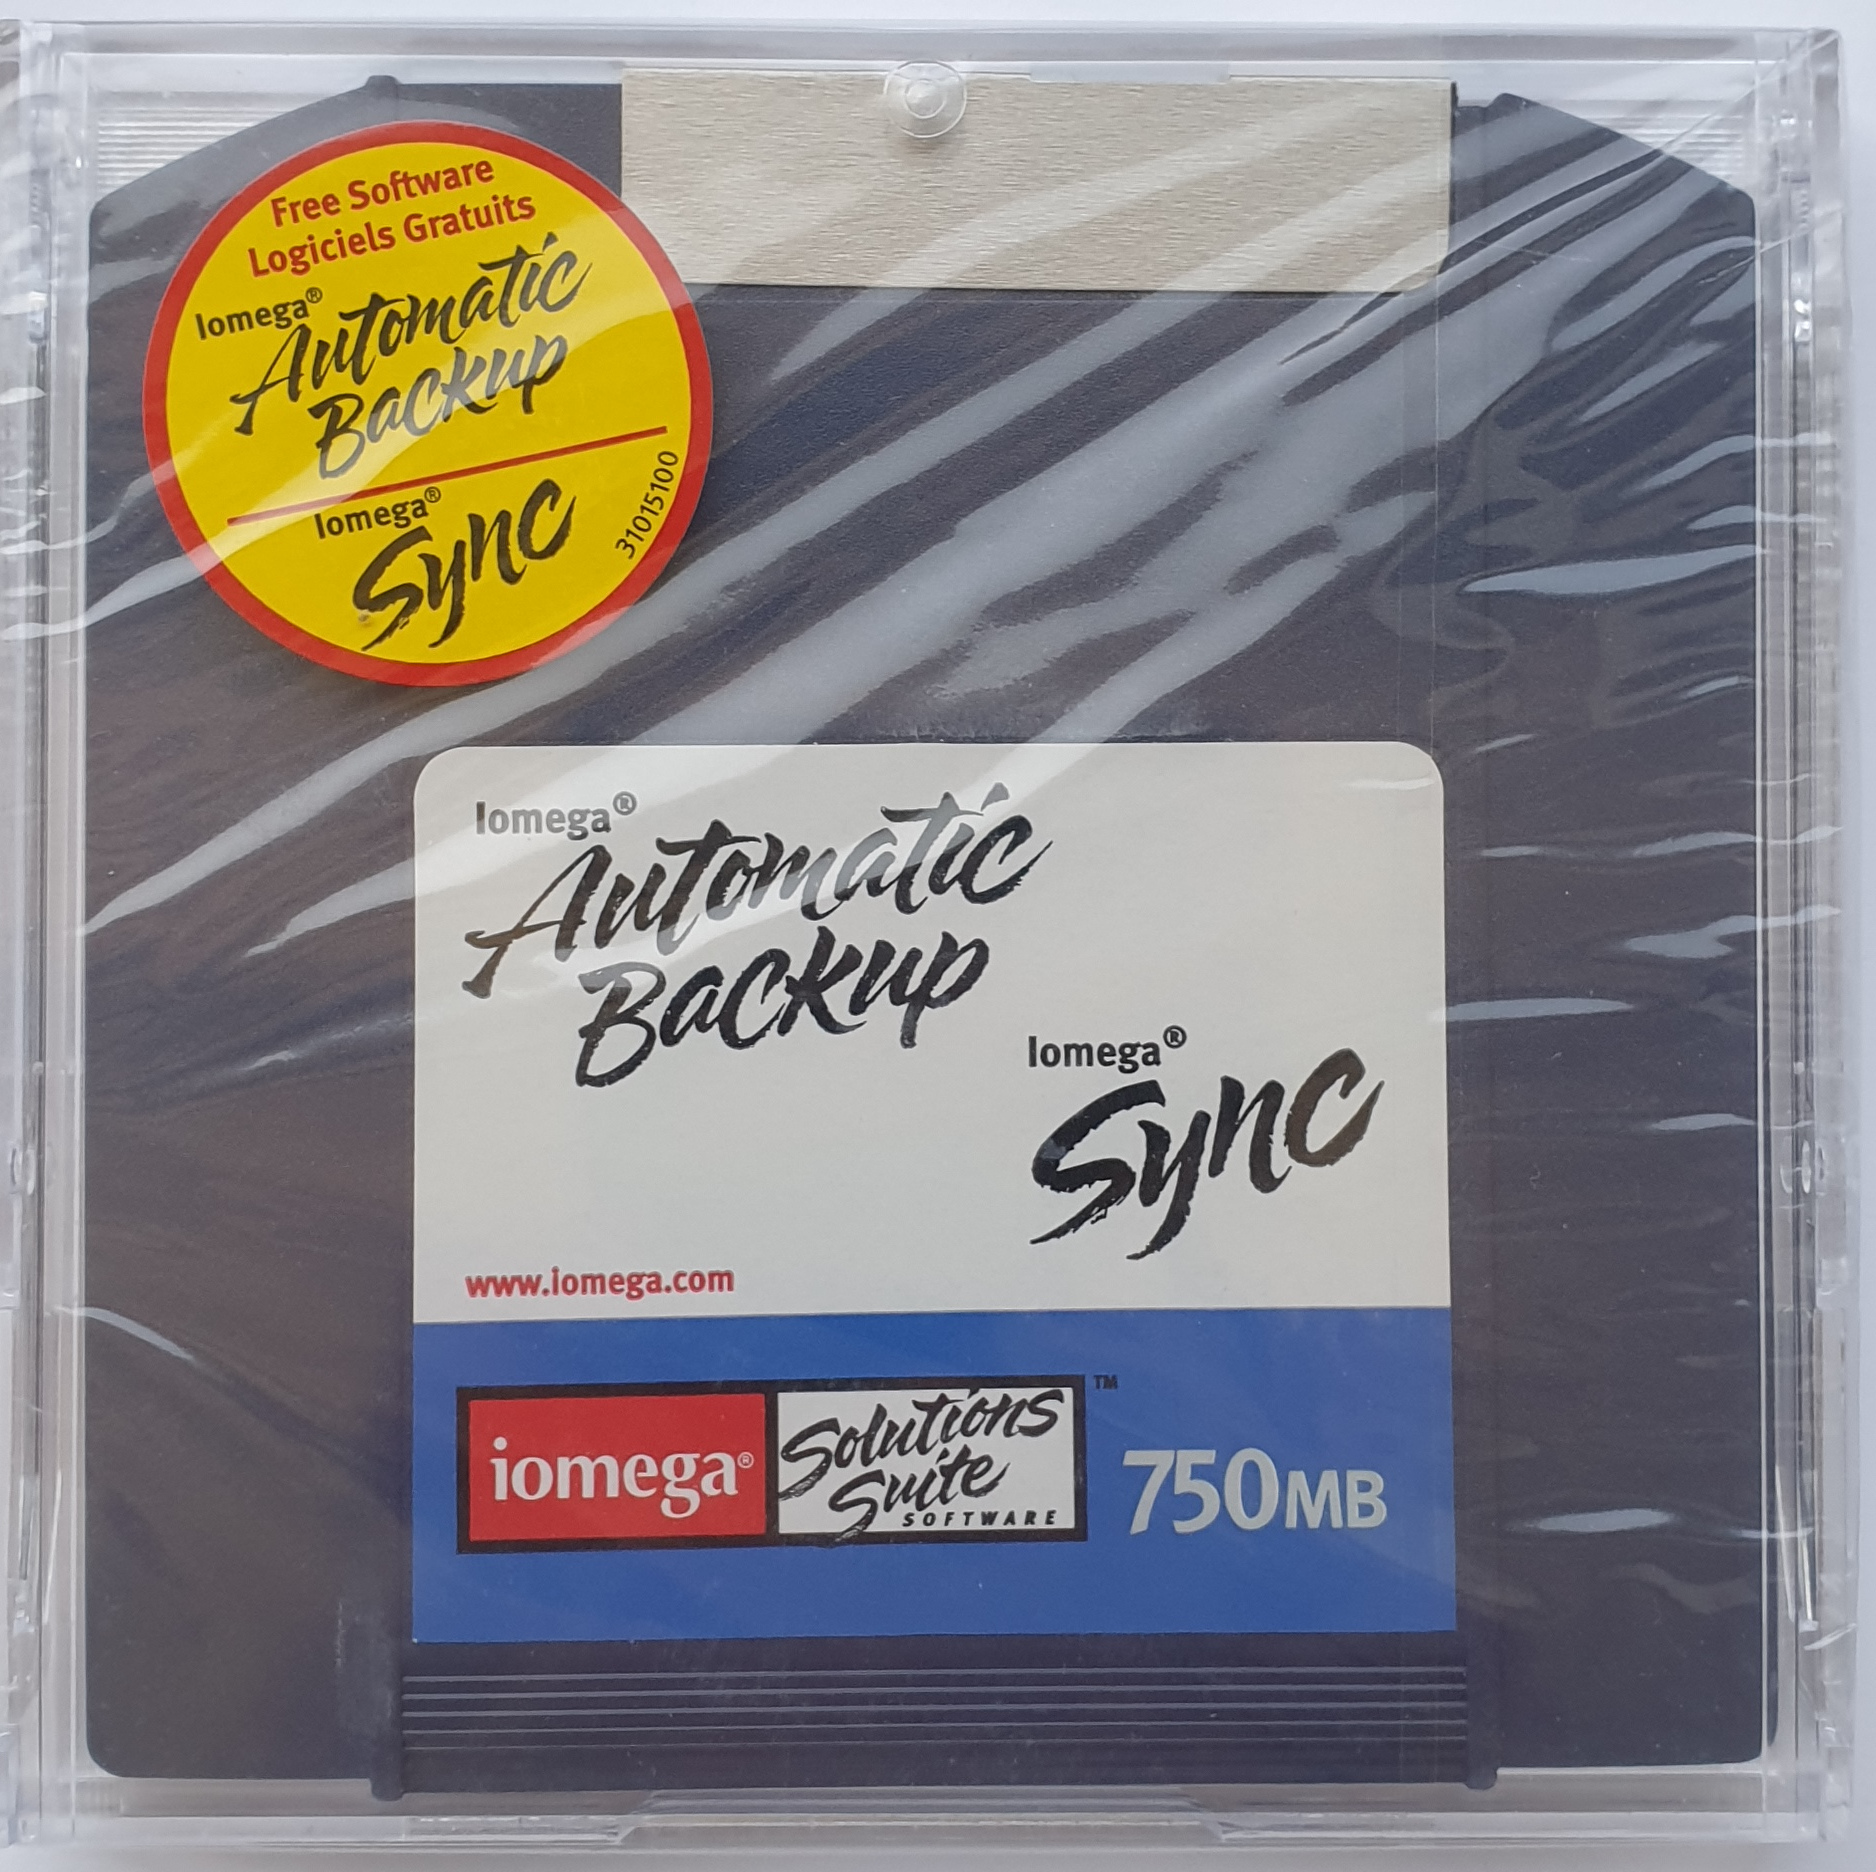 Free Software
Logiciels Gratuits
Iomega®
Automatic
Backup
Iomega®
Sync
31015100
Iomega®
Automatic
Backup
Iomega®
Sync
www.iomega.com
iomega®
Solutions
Suite
SOFTWARE
™
750MB